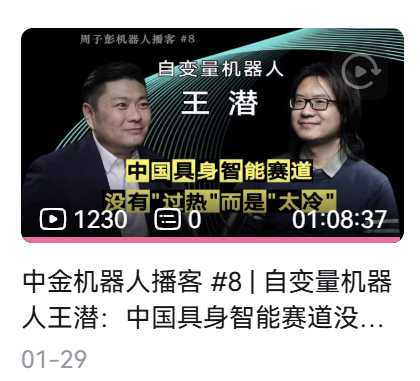 周子彭机器人播客 #8
自变量机器人
王 潜
中国具身智能赛道
没有"过热"而是"太冷"
1230 0 01:08:37
中金机器人播客 #8 | 自变量机器
人王潜：中国具身智能赛道没...
01-29